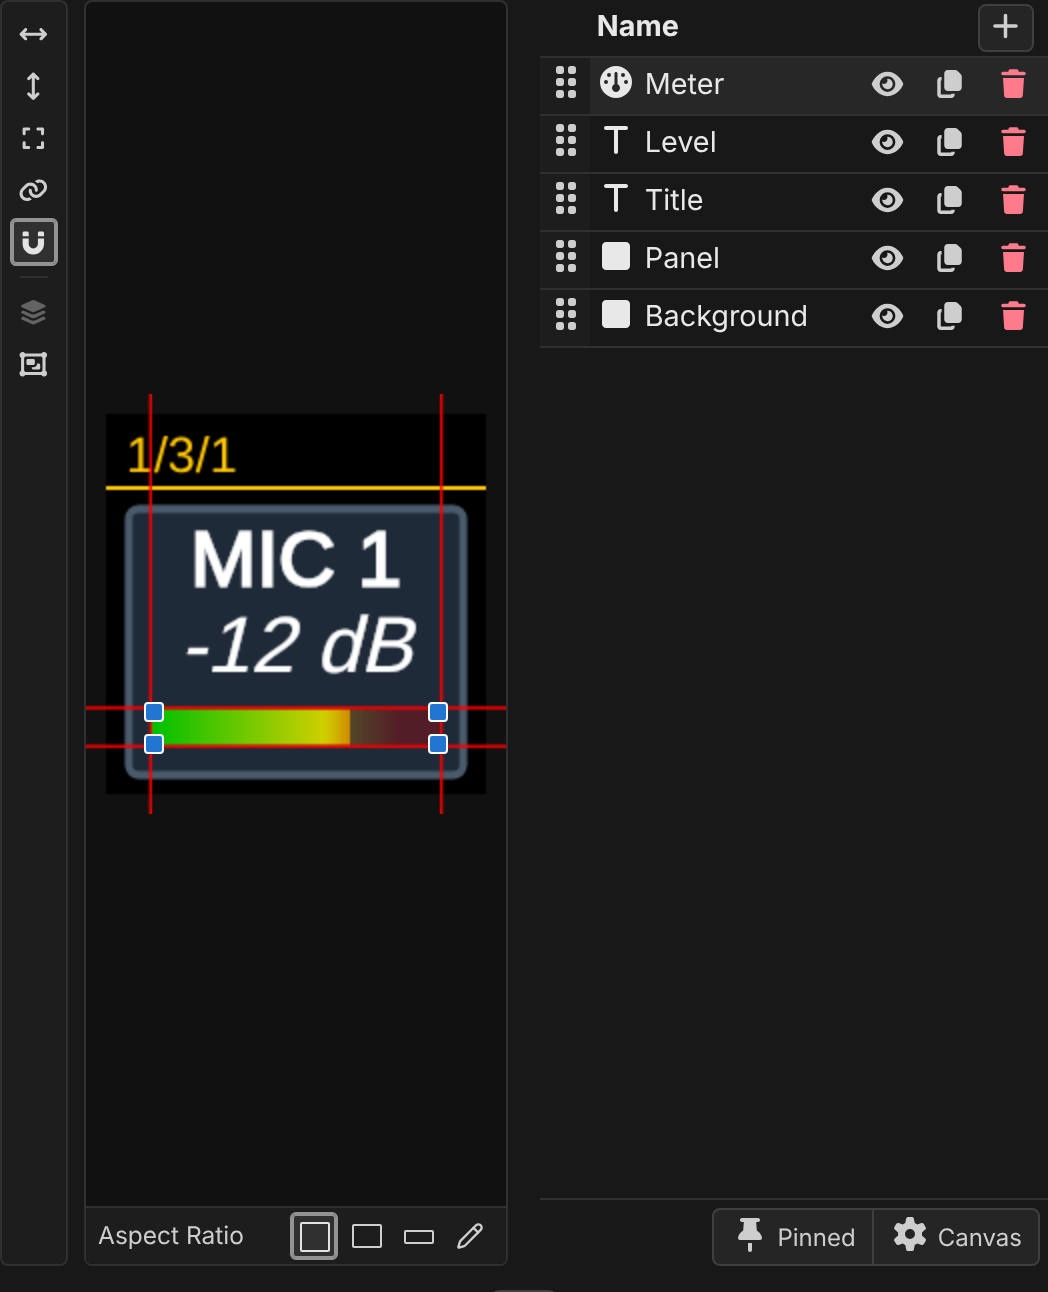 Name
Meter
Level
Title
Panel
Background
1/3/1
MIC 1
-12 dB
Aspect Ratio
Pinned
Canvas